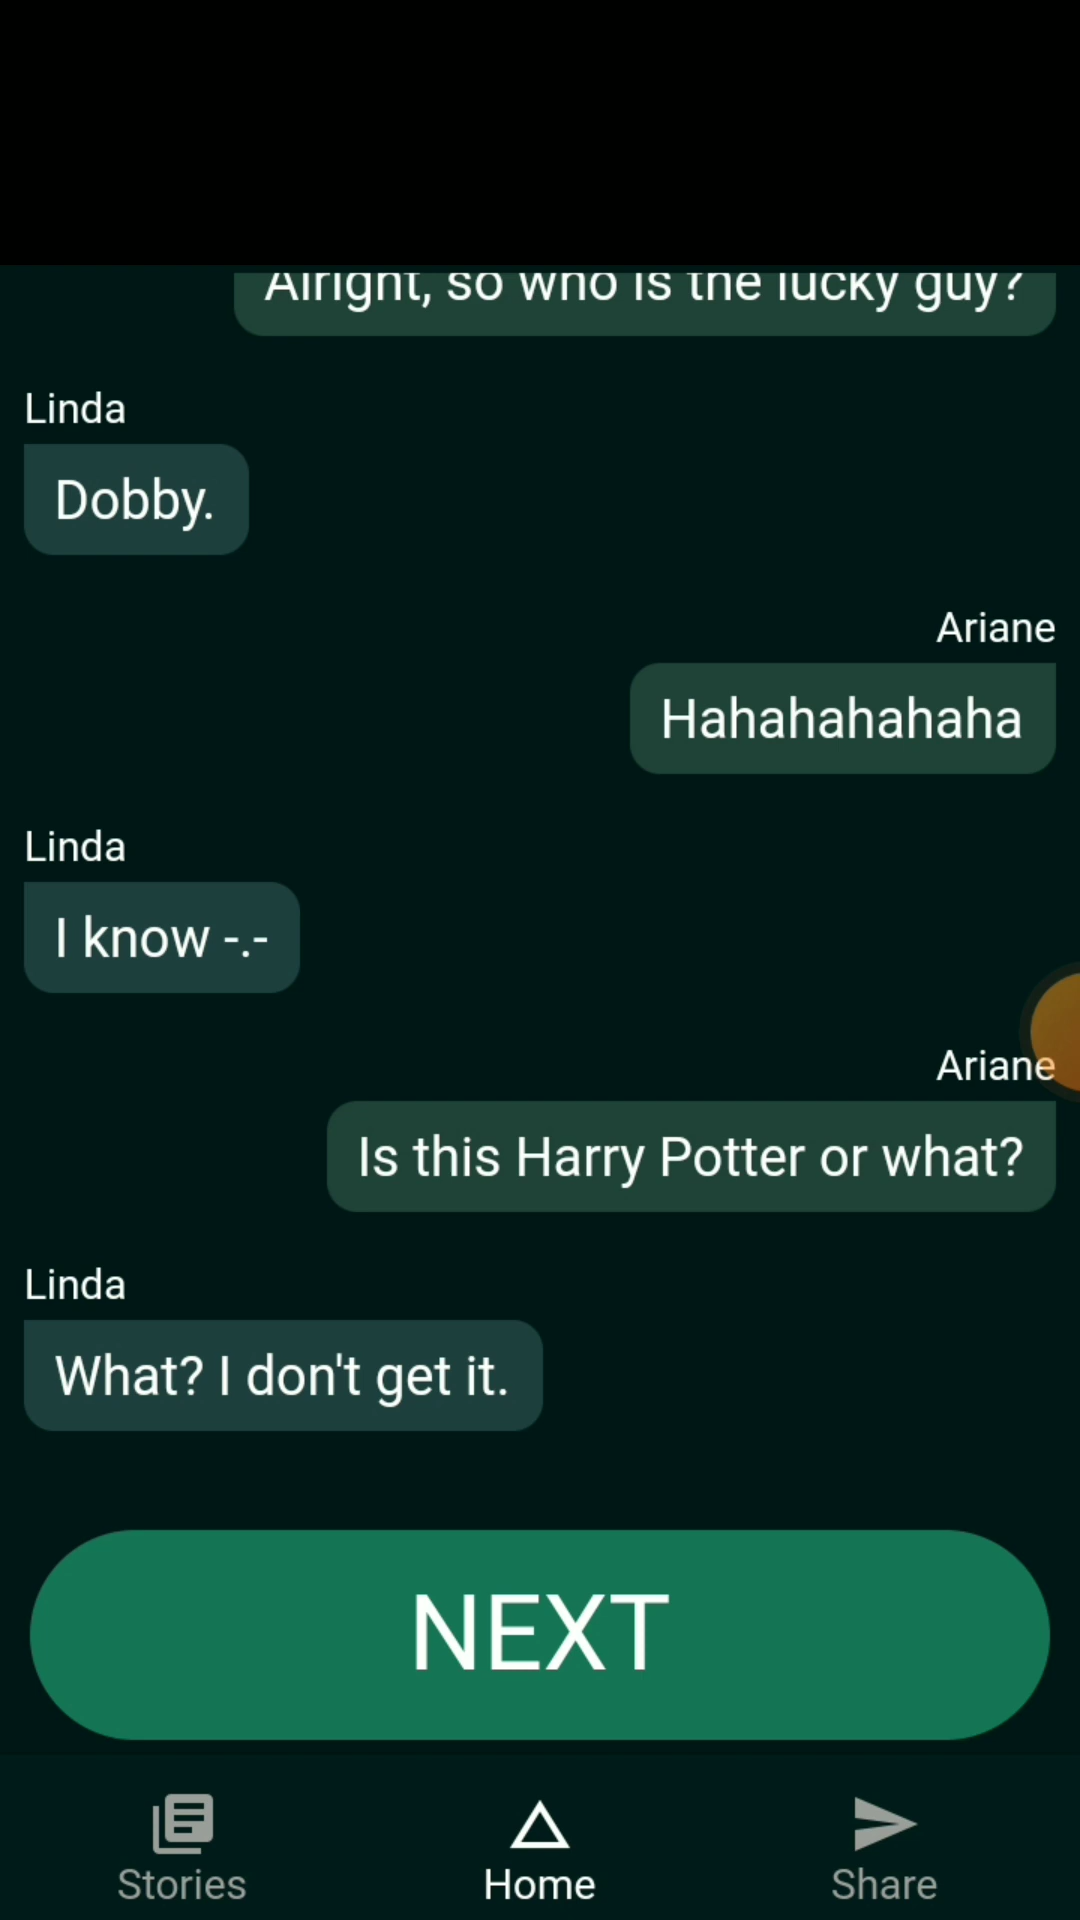 Alright, so who is the lucky guy?
Linda
Dobby.
Ariane
Hahahahahaha
Linda
I know -.-
Ariane
Is this Harry Potter or what?
Linda
What? I don't get it.
NEXT
Stories
Home
Share